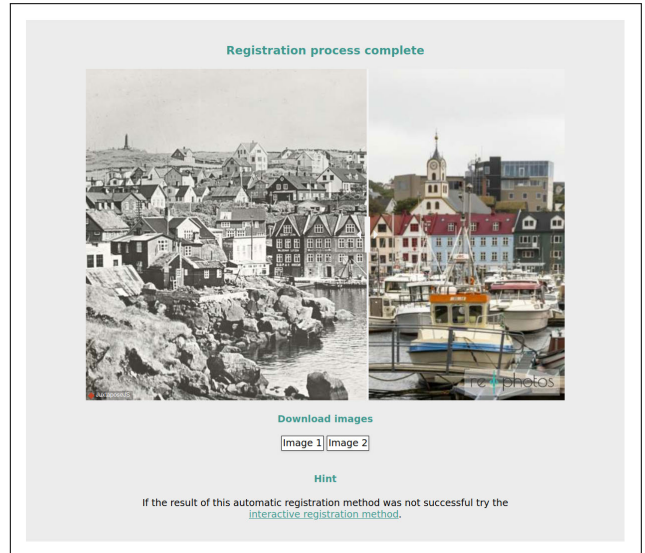 Registration process complete
JuxtaposeJS
re photos
Download images
Image 1 Image 2
Hint
If the result of this automatic registration method was not successful try the
interactive registration method.